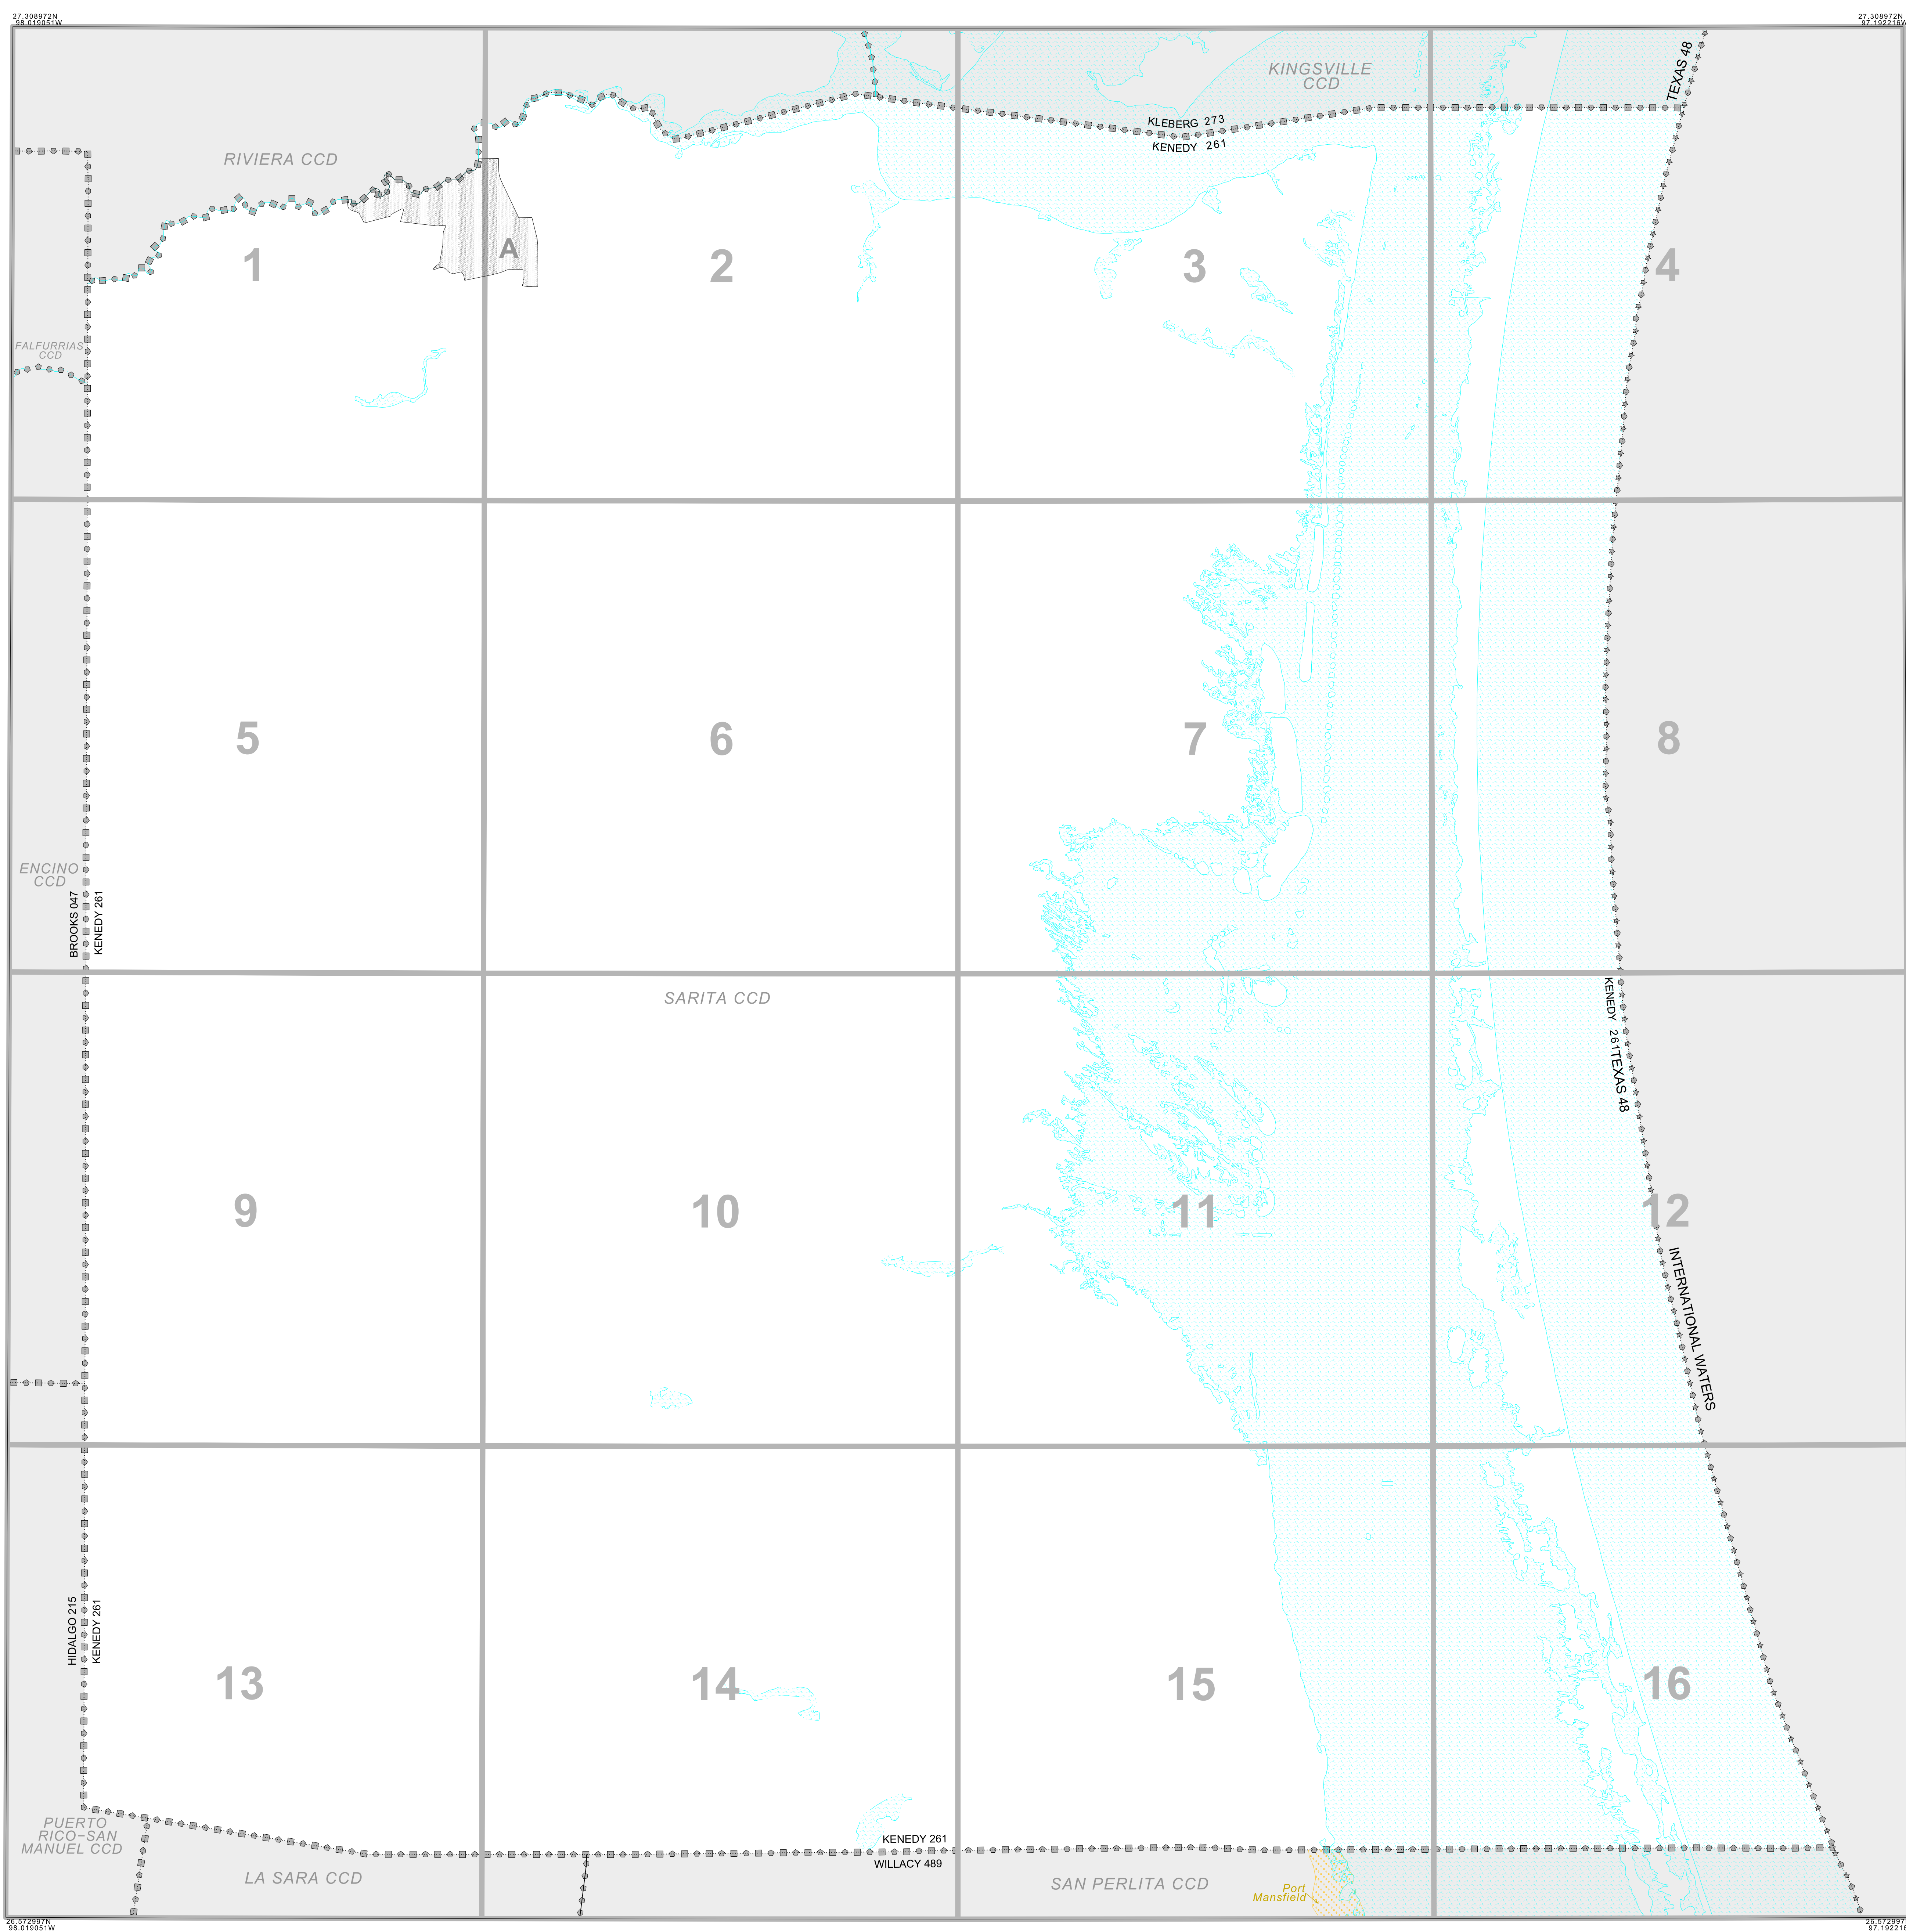 27.308972N
98.019051W
27.308972N
97.192216W
TEXAS 48
KINGSVILLE
CCD
KLEBERG 273
KENEDY 261
RIVIERA CCD
A
1
2
3
4
FALFURRIAS
CCD
5
6
7
8
ENCINO
CCD
BROOKS 047
KENEDY 261
SARITA CCD
KENEDY 261
TEXAS 48
9
10
11
12
INTERNATIONAL WATERS
HIDALGO 215
KENEDY 261
13
14
15
16
PUERTO
RICO-SAN
MANUEL CCD
KENEDY 261
WILLACY 489
LA SARA CCD
SAN PERLITA CCD
Port
Mansfield
26.572997N
98.019051W
26.572997N
97.192216